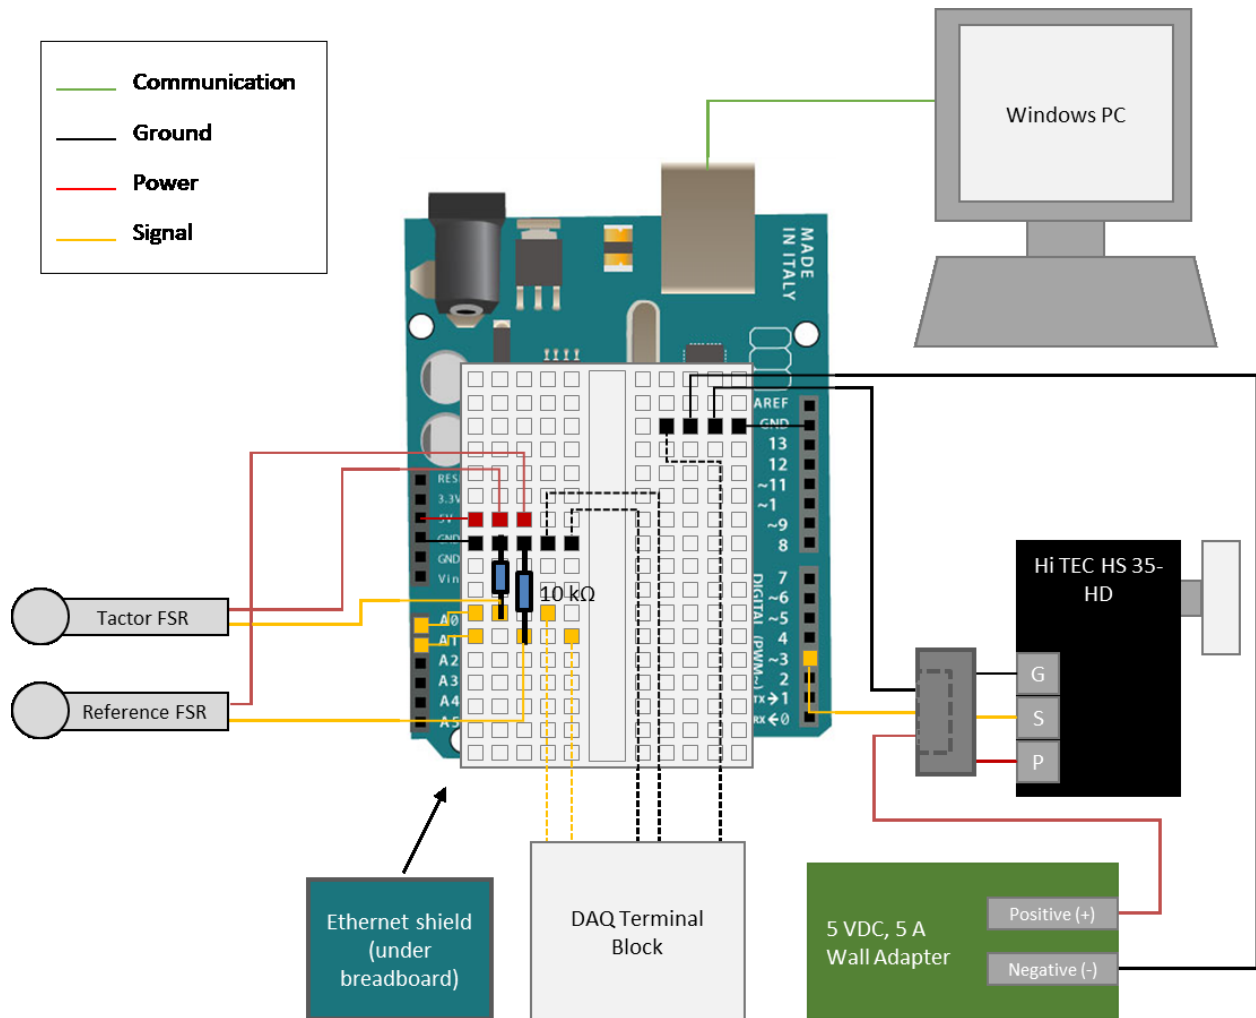 Communication
Ground
Power
Signal
Windows PC
MADE
IN ITALY
AREF
GND
13
12
~11
~1
~9
8
7
~6
~5
4
~3
2
TX→1
RX←0
DIGITAL (PWM~)
RES
3.3V
5V
GND
GND
Vin
A0
A1
A2
A3
A4
A5
10 kΩ
Tactor FSR
Reference FSR
Hi TEC HS 35-
HD
G
S
P
Ethernet shield
(under
breadboard)
DAQ Terminal
Block
5 VDC, 5 A
Wall Adapter
Positive (+)
Negative (-)